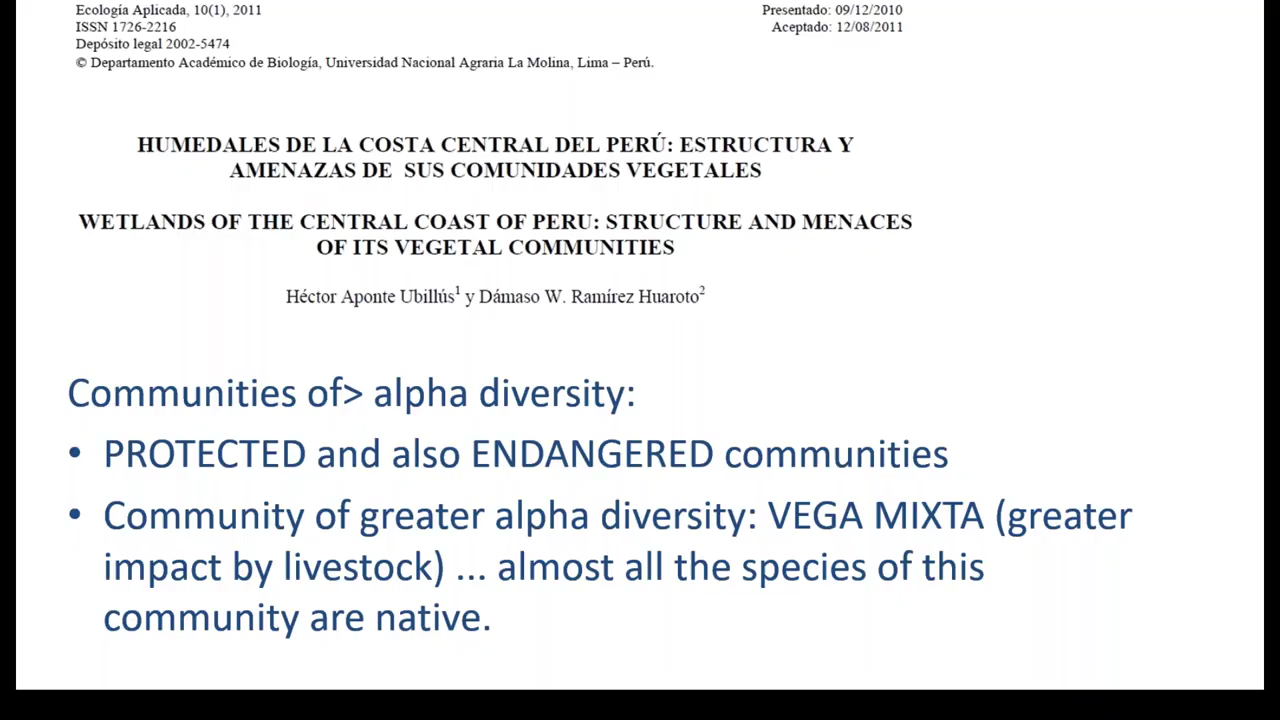 Ecología Aplicada, 10(1), 2011
Presentado: 09/12/2010
ISSN 1726-2216
Aceptado: 12/08/2011
Depósito legal 2002-5474
© Departamento Académico de Biología, Universidad Nacional Agraria La Molina, Lima – Perú.
HUMEDALES DE LA COSTA CENTRAL DEL PERÚ: ESTRUCTURA Y
AMENAZAS DE SUS COMUNIDADES VEGETALES
WETLANDS OF THE CENTRAL COAST OF PERU: STRUCTURE AND MENACES
OF ITS VEGETAL COMMUNITIES
Héctor Aponte Ubillús1 y Dámaso W. Ramírez Huaroto2
Communities of> alpha diversity:
• PROTECTED and also ENDANGERED communities
• Community of greater alpha diversity: VEGA MIXTA (greater
impact by livestock) ... almost all the species of this
community are native.